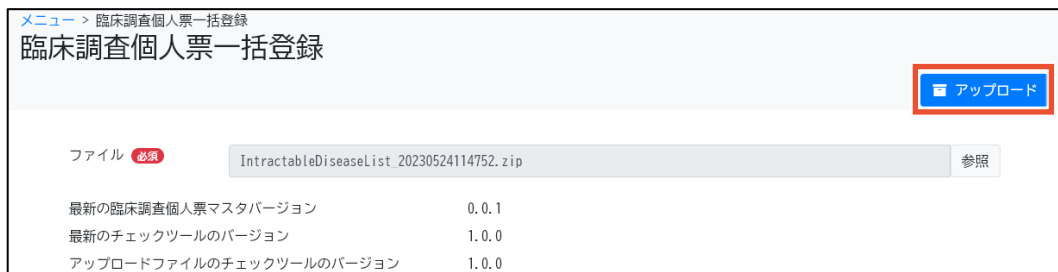 メニュー > 臨床調査個人票一括登録
臨床調査個人票一括登録
アップロード
ファイル 必須 IntractableDiseaseList_20230524114752.zip 参照
最新の臨床調査個人票マスタバージョン 0.0.1
最新のチェックツールのバージョン 1.0.0
アップロードファイルのチェックツールのバージョン 1.0.0